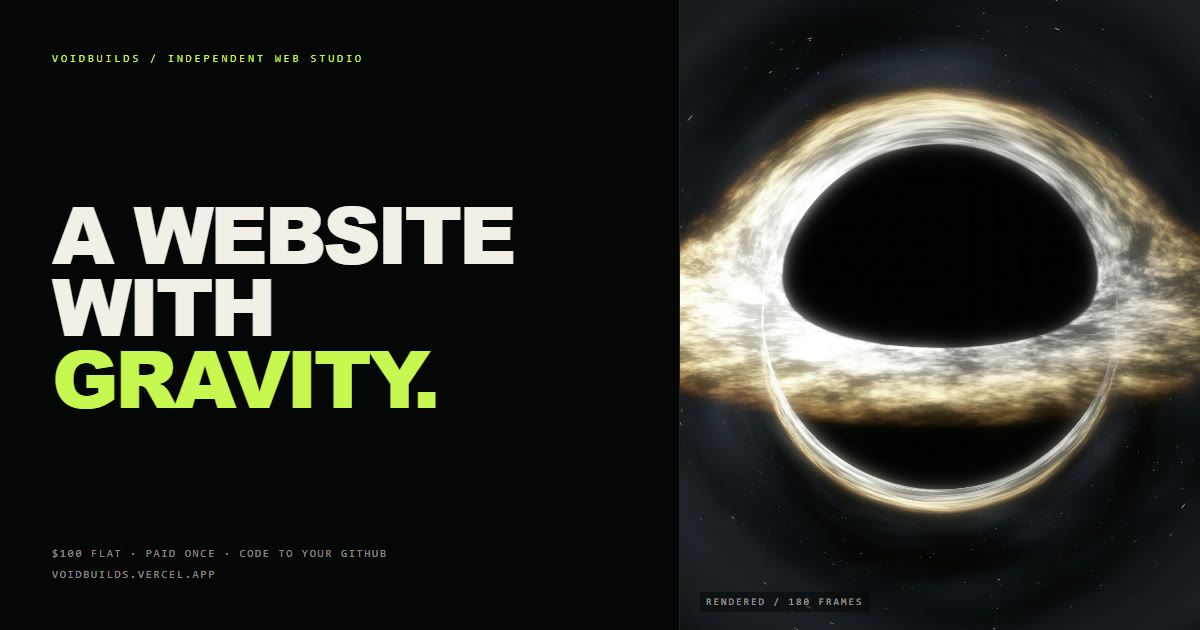 VOIDBUILDS / INDEPENDENT WEB STUDIO
A WEBSITE
WITH
GRAVITY.
$100 FLAT · PAID ONCE · CODE TO YOUR GITHUB
VOIDBUILDS.VERCEL.APP
RENDERED / 180 FRAMES